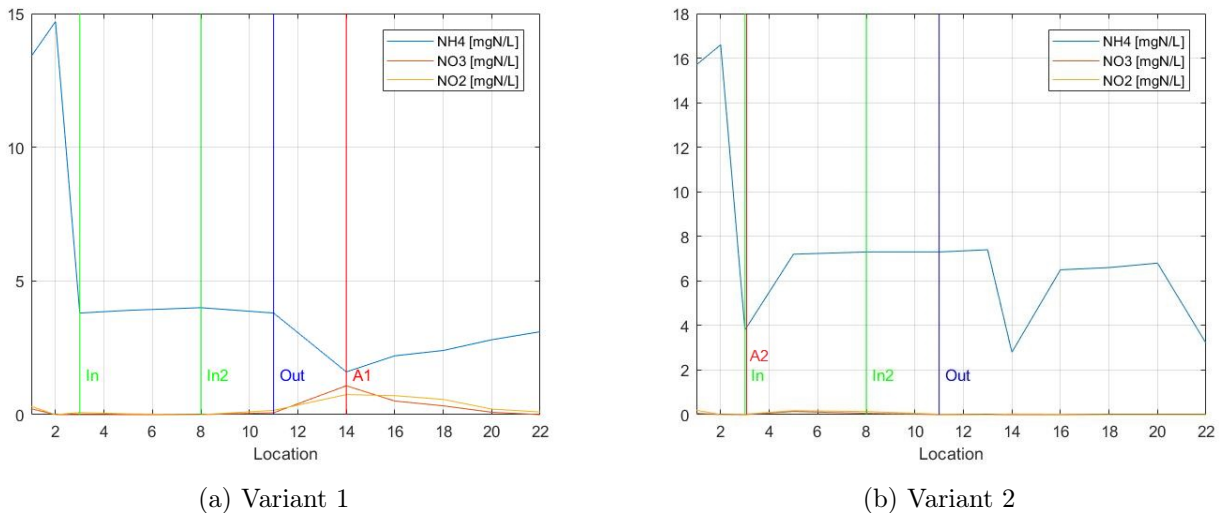 15
10
5
0
NH4 [mgN/L]
NO3 [mgN/L]
NO2 [mgN/L]
In
In2
Out
A1
2 4 6 8 10 12 14 16 18 20 22
Location
(a) Variant 1
18
16
14
12
10
8
6
4
2
0
NH4 [mgN/L]
NO3 [mgN/L]
NO2 [mgN/L]
A2
In
In2
Out
2 4 6 8 10 12 14 16 18 20 22
Location
(b) Variant 2